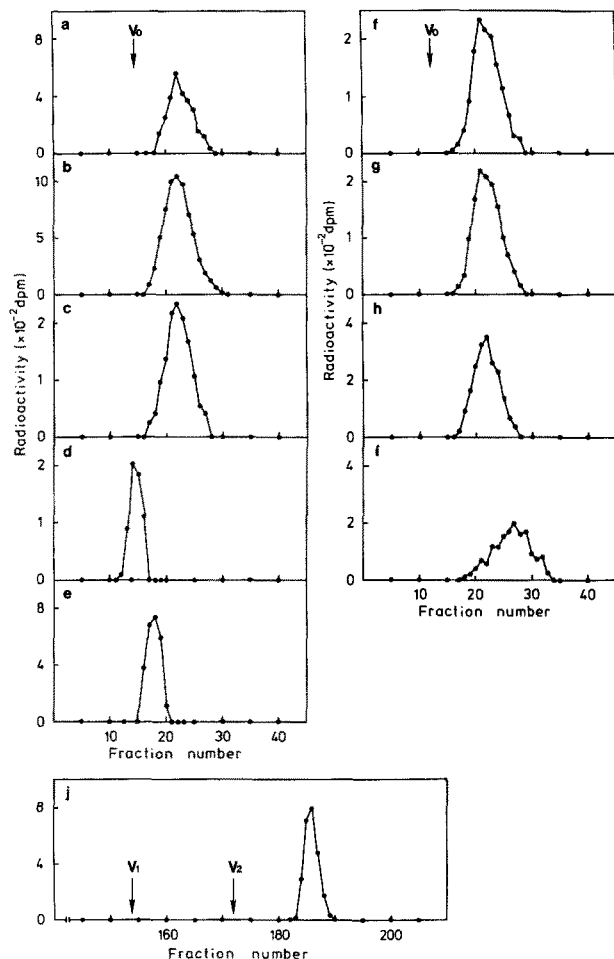 a
V₀
8
4
0
b
10
5
0
c
2
1
0
d
2
1
0
e
8
4
0
Radioactivity (×10⁻² dpm)
10 20 30 40
Fraction number
f
V₀
2
1
0
g
2
1
0
h
4
2
0
i
4
2
0
Radioactivity (×10⁻² dpm)
10 20 30 40
Fraction number
j
V₁
V₂
8
4
0
160 180 200
Fraction number